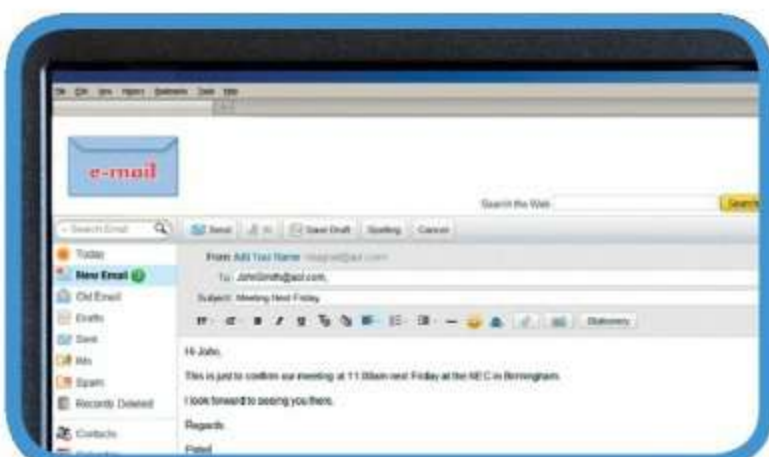 e-mail
Search the Web
Search
Search Email
Send
Save Draft
Spelling
Cancel
Today
New Email
Old Email
Drafts
Sent
IMs
Spam
Records Deleted
Contacts
From: Add Your Name
To: JohnSmith@aol.com,
Subject: Meeting Next Friday
Stationery
Hi John,
This is just to confirm our meeting at 11.00am next Friday at the NEC in Birmingham.
I look forward to seeing you there.
Regards